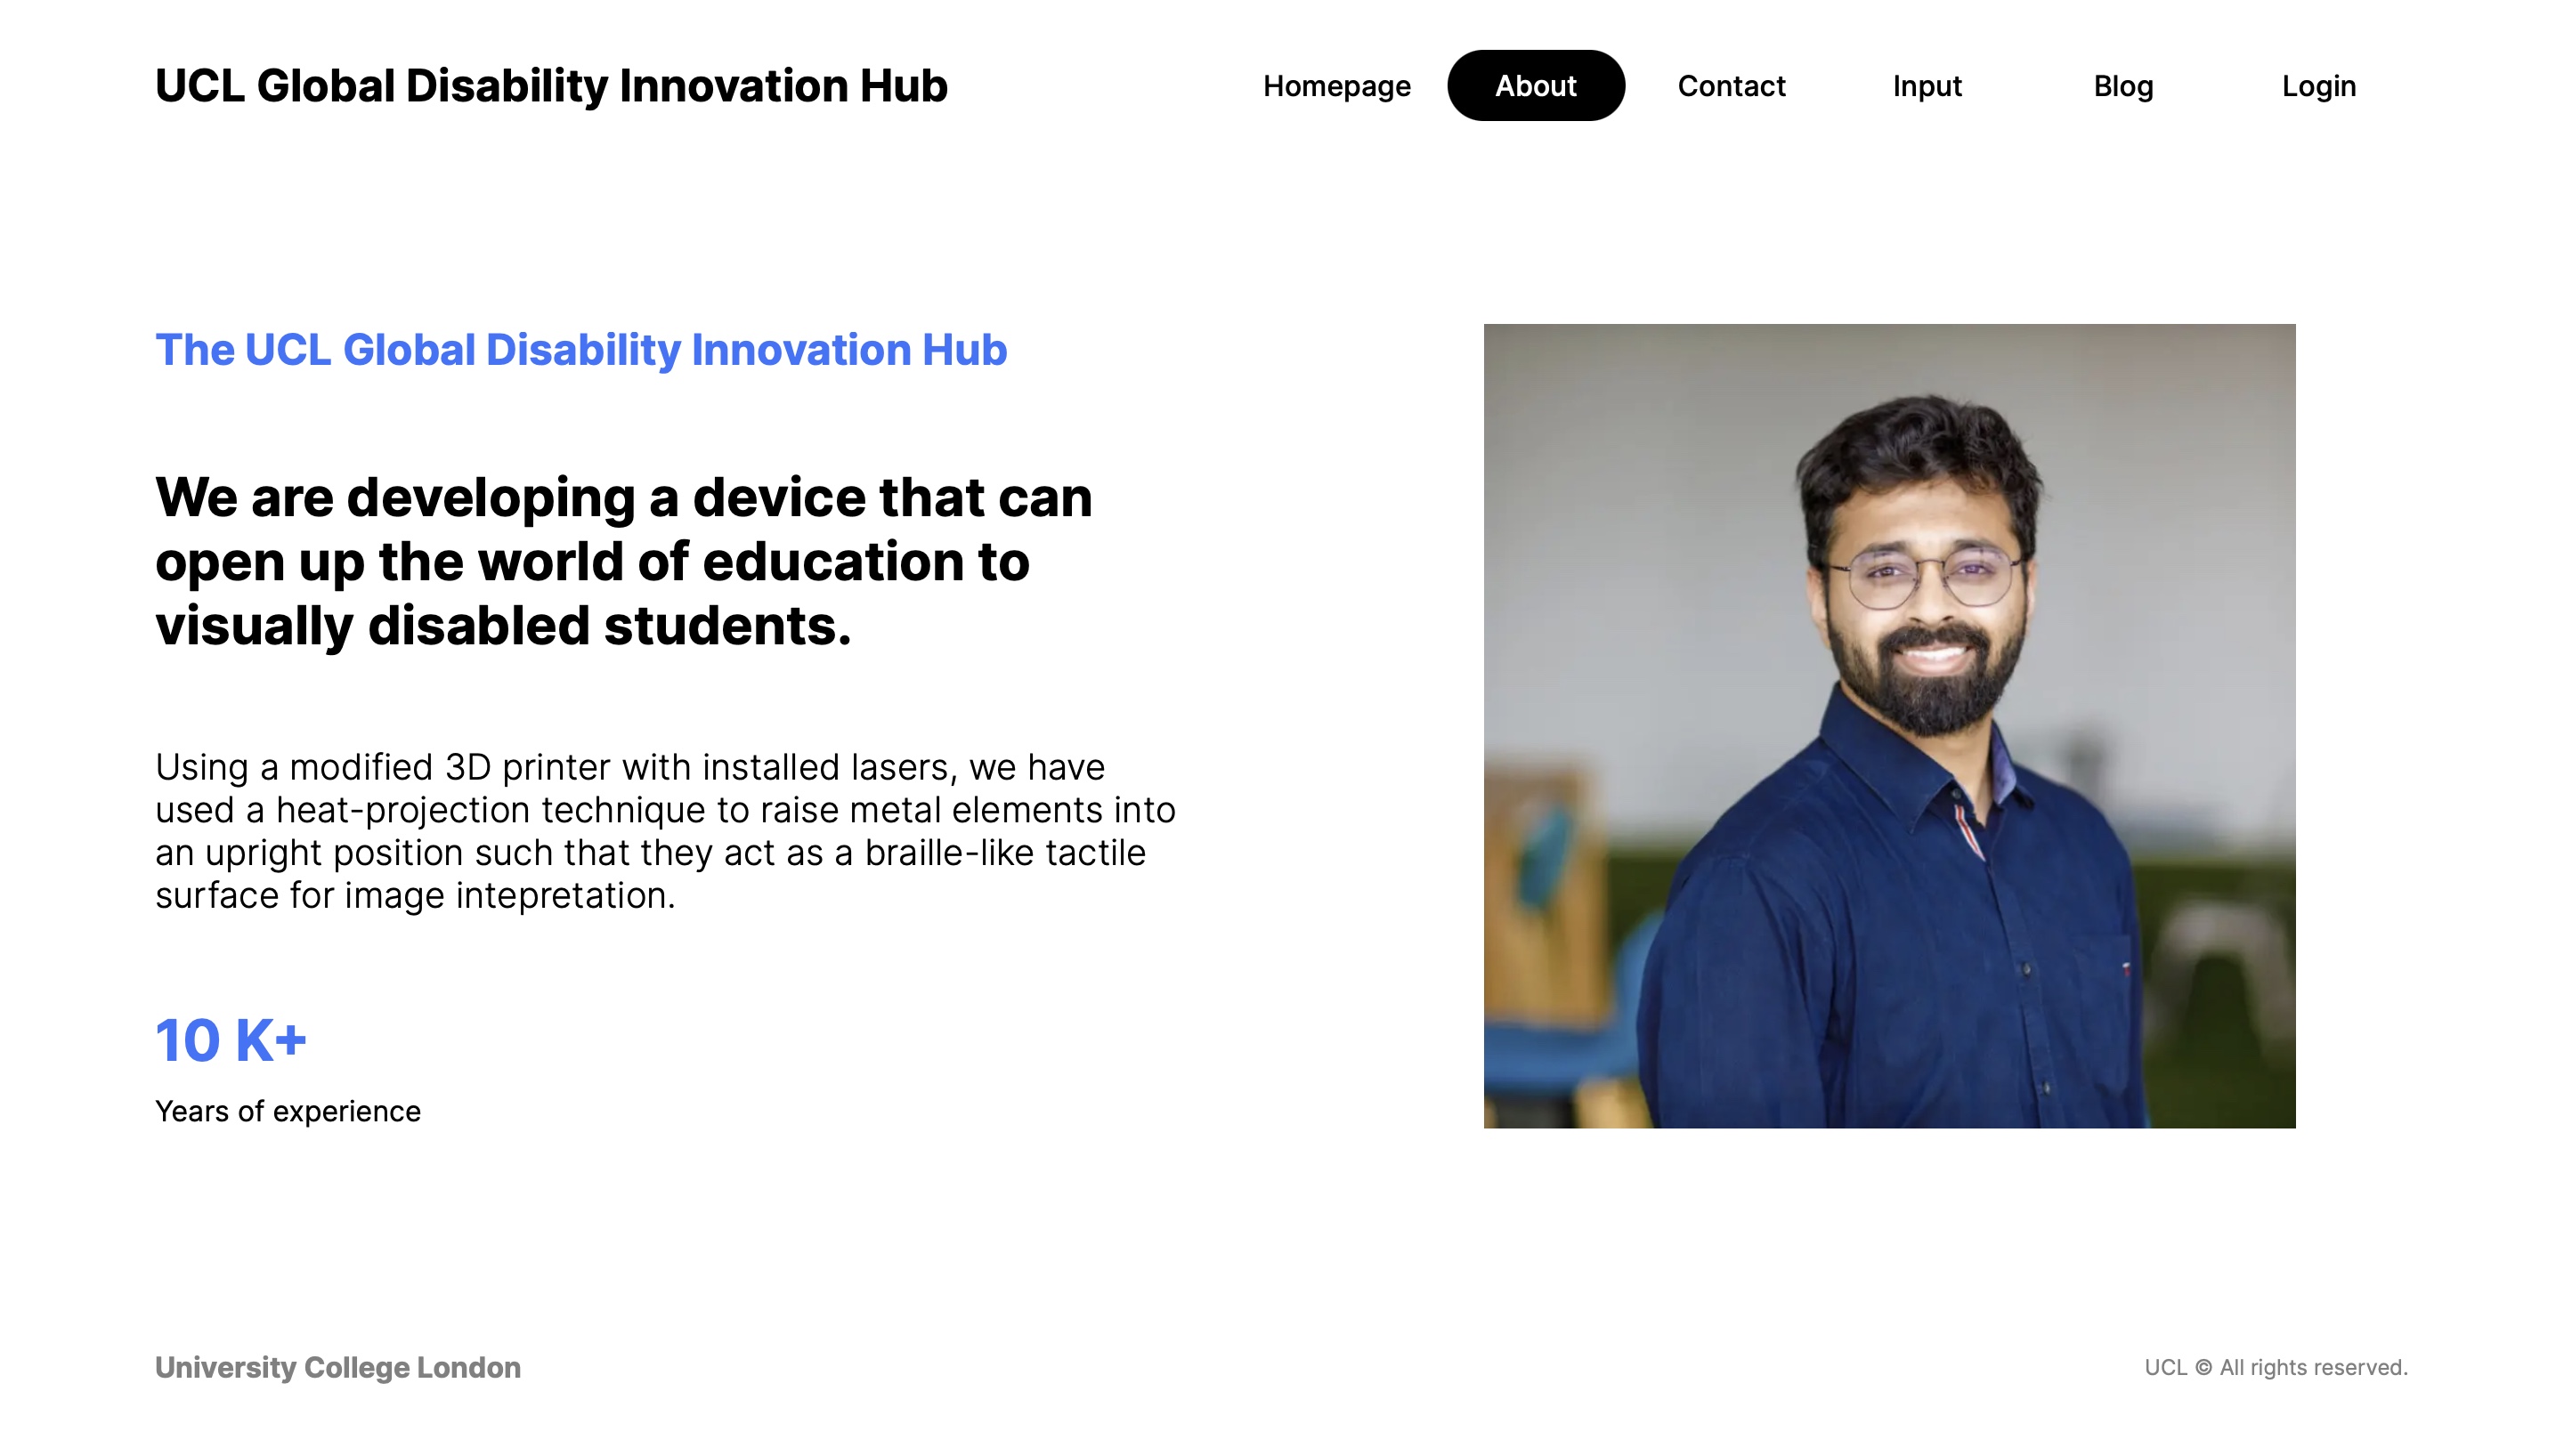 UCL Global Disability Innovation Hub
Homepage
About
Contact
Input
Blog
Login
The UCL Global Disability Innovation Hub
We are developing a device that can
open up the world of education to
visually disabled students.
Using a modified 3D printer with installed lasers, we have
used a heat-projection technique to raise metal elements into
an upright position such that they act as a braille-like tactile
surface for image intepretation.
10 K+
Years of experience
University College London
UCL © All rights reserved.